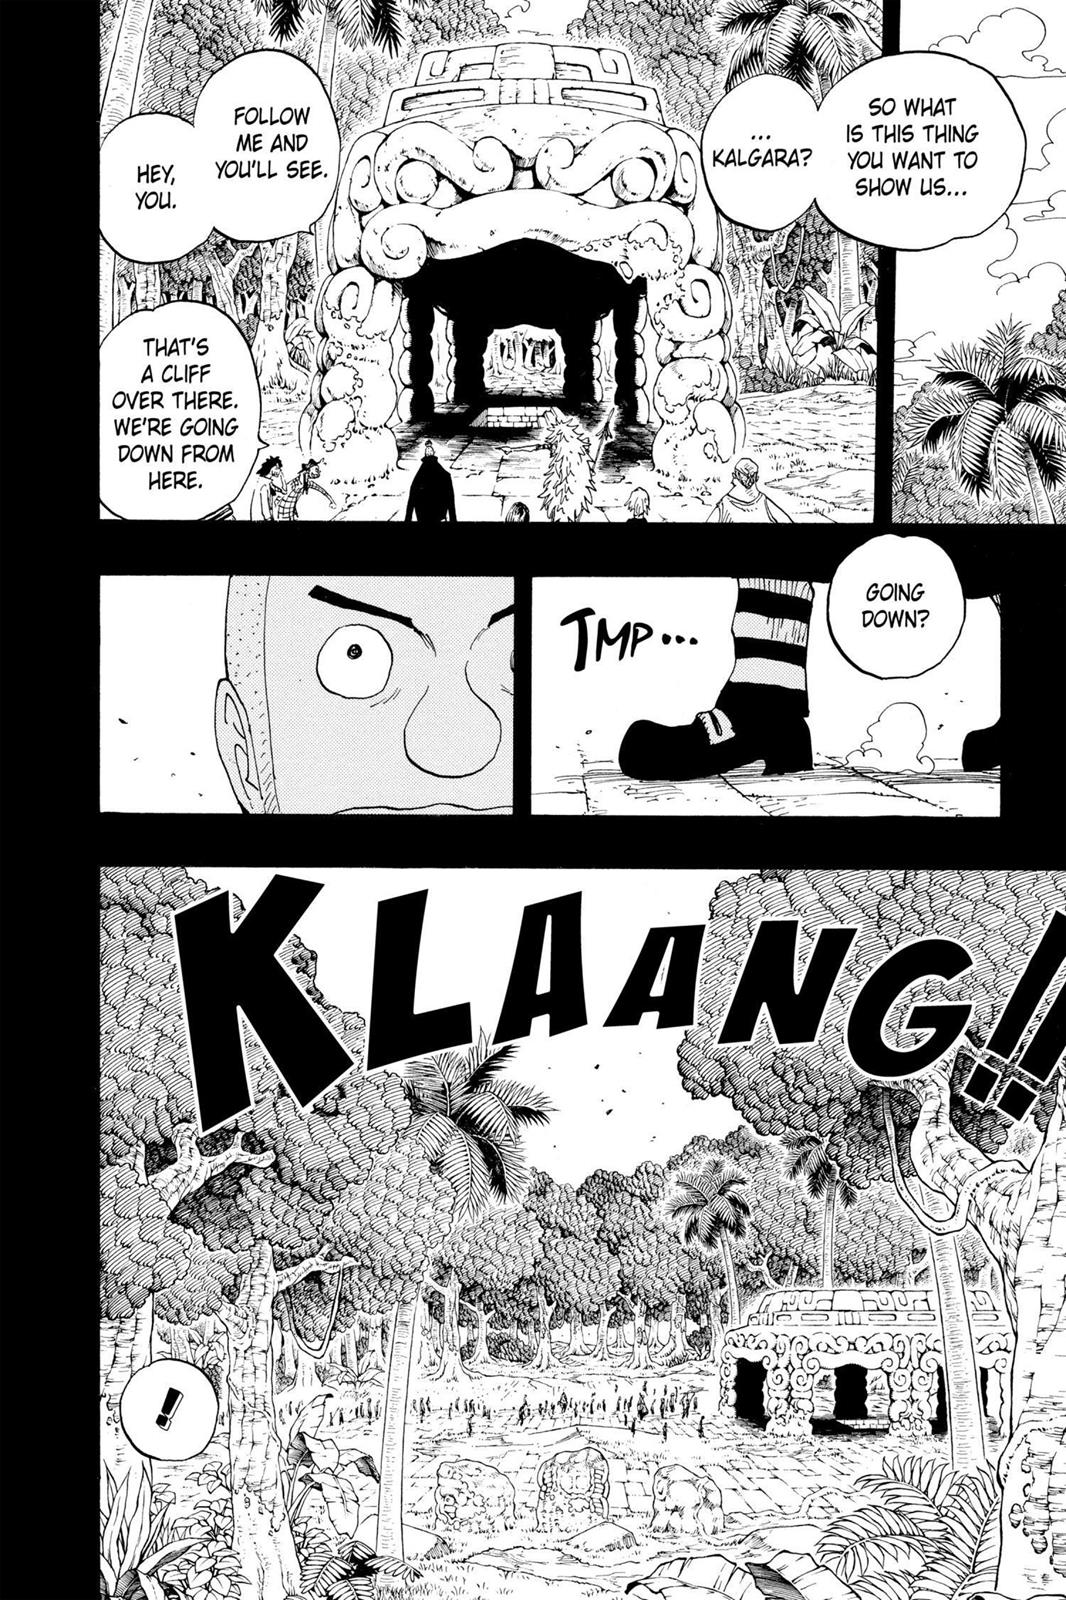 SO WHAT
IS THIS THING
YOU WANT TO
SHOW US...
...
KALGARA?
FOLLOW
ME AND
YOU'LL SEE.
HEY,
YOU.
THAT'S
A CLIFF
OVER THERE.
WE'RE GOING
DOWN FROM
HERE.
GOING
DOWN?
TMP...
KLAANG!!
!